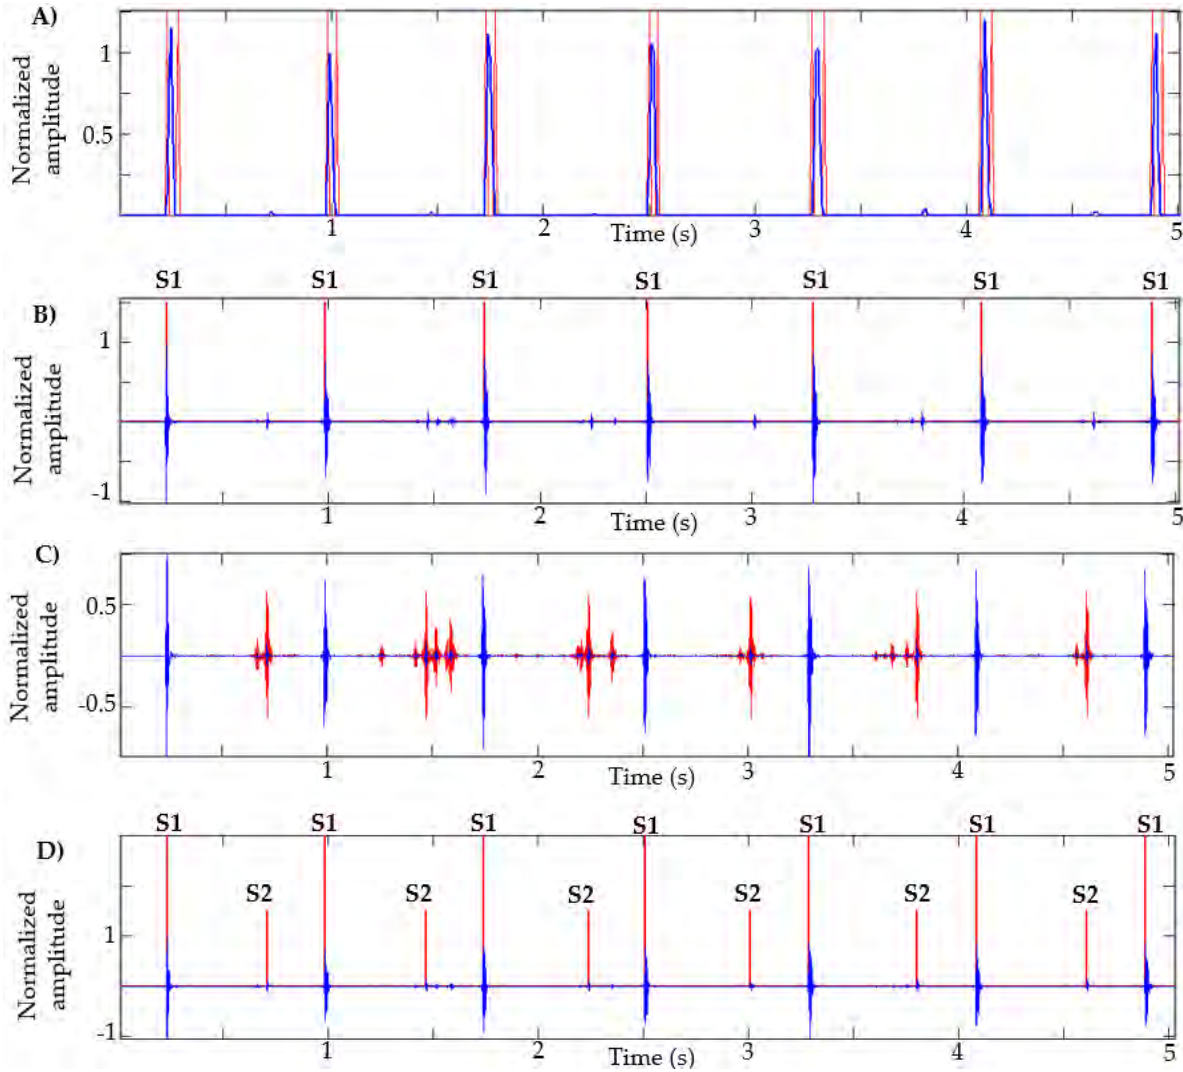 A)
Normalized
amplitude
1
0.5
1 2 3 4 5
Time (s)
S1 S1 S1 S1 S1 S1 S1
B)
Normalized
amplitude
1
-1
1 2 3 4 5
Time (s)
C)
Normalized
amplitude
0.5
-0.5
1 2 3 4 5
Time (s)
S1 S1 S1 S1 S1 S1 S1
D)
S2 S2 S2 S2 S2 S2
Normalized
amplitude
1
-1
1 2 3 4 5
Time (s)